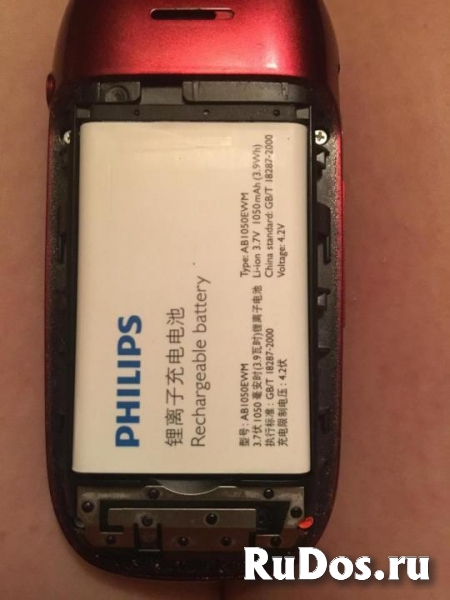 PHILIPS
锂离子充电电池
Rechargeable battery
型号: AB1050EWM
3.7伏 1050 毫安时(3.9瓦时)锂离子电池
执行标准: GB/T 18287-2000
充电限制电压: 4.2伏
Type: AB1050EWM
Li-ion 3.7V 1050 mAh (3.9Wh)
China standard: GB/T 18287-2000
Voltage: 4.2V
RuDos.ru